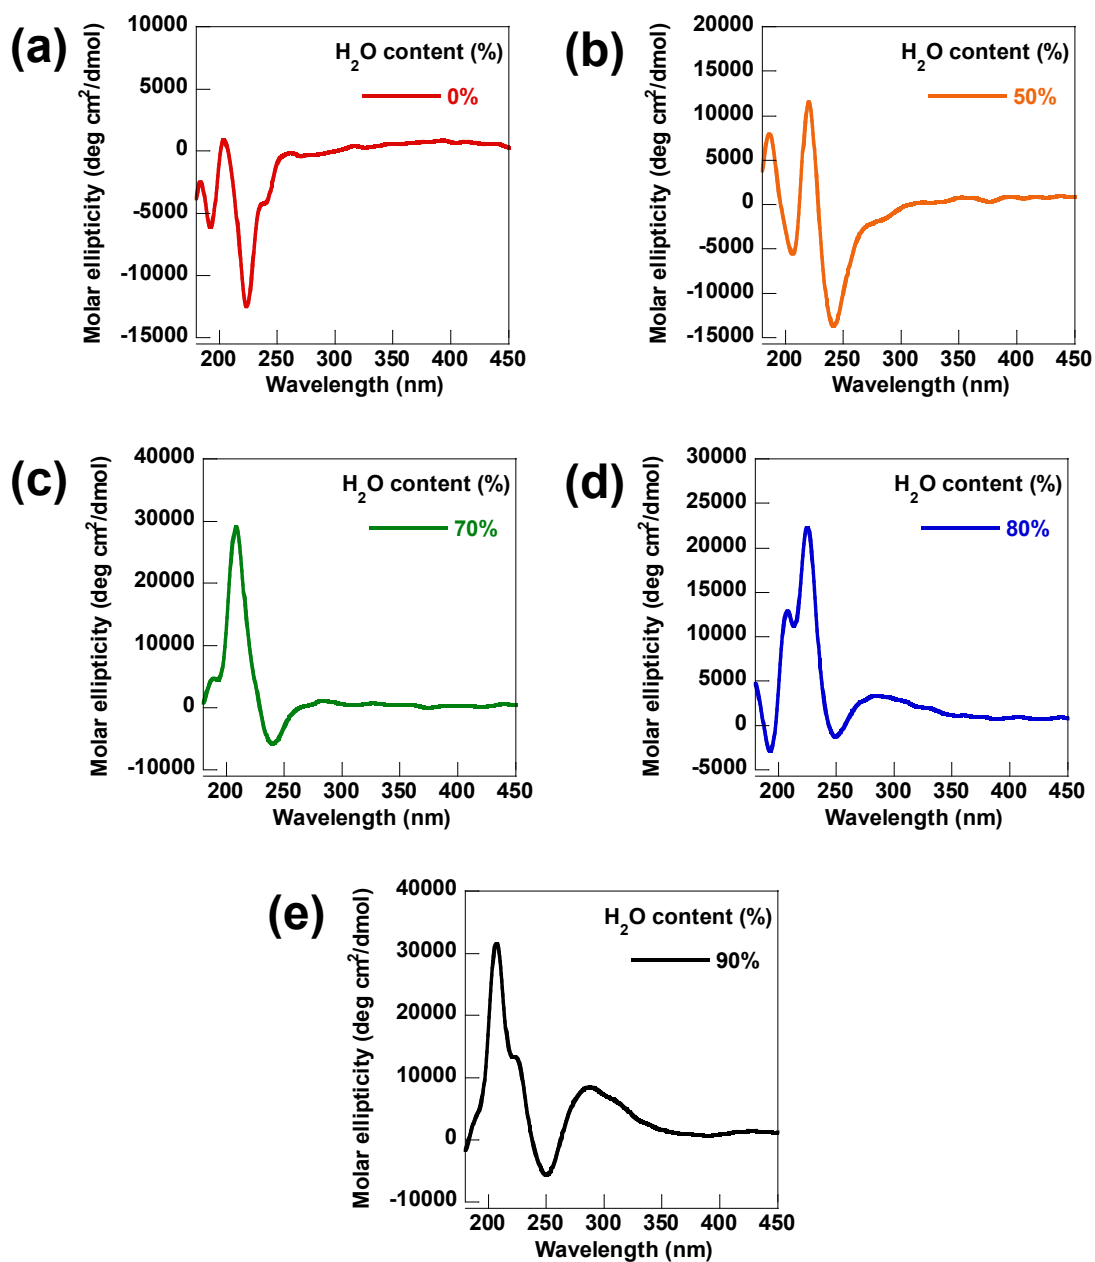 (a)
H2O content (%)
0%
10000
5000
0
-5000
-10000
-15000
Molar ellipticity (deg cm2/dmol)
200 250 300 350 400 450
Wavelength (nm)
(b)
H2O content (%)
50%
20000
15000
10000
5000
0
-5000
-10000
-15000
Molar ellipticity (deg cm2/dmol)
200 250 300 350 400 450
Wavelength (nm)
(c)
H2O content (%)
70%
40000
30000
20000
10000
0
-10000
Molar ellipticity (deg cm2/dmol)
200 250 300 350 400 450
Wavelength (nm)
(d)
H2O content (%)
80%
30000
25000
20000
15000
10000
5000
0
-5000
Molar ellipticity (deg cm2/dmol)
200 250 300 350 400 450
Wavelength (nm)
(e)
H2O content (%)
90%
40000
30000
20000
10000
0
-10000
Molar ellipticity (deg cm2/dmol)
200 250 300 350 400 450
Wavelength (nm)